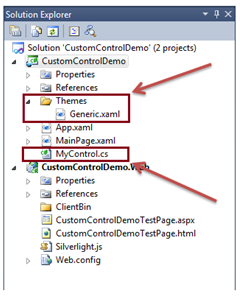 Solution Explorer
Solution 'CustomControlDemo' (2 projects)
CustomControlDemo
Properties
References
Themes
Generic.xaml
App.xaml
MainPage.xaml
MyControl.cs
CustomControlDemo.Web
Properties
References
ClientBin
CustomControlDemoTestPage.aspx
CustomControlDemoTestPage.html
Silverlight.js
Web.config